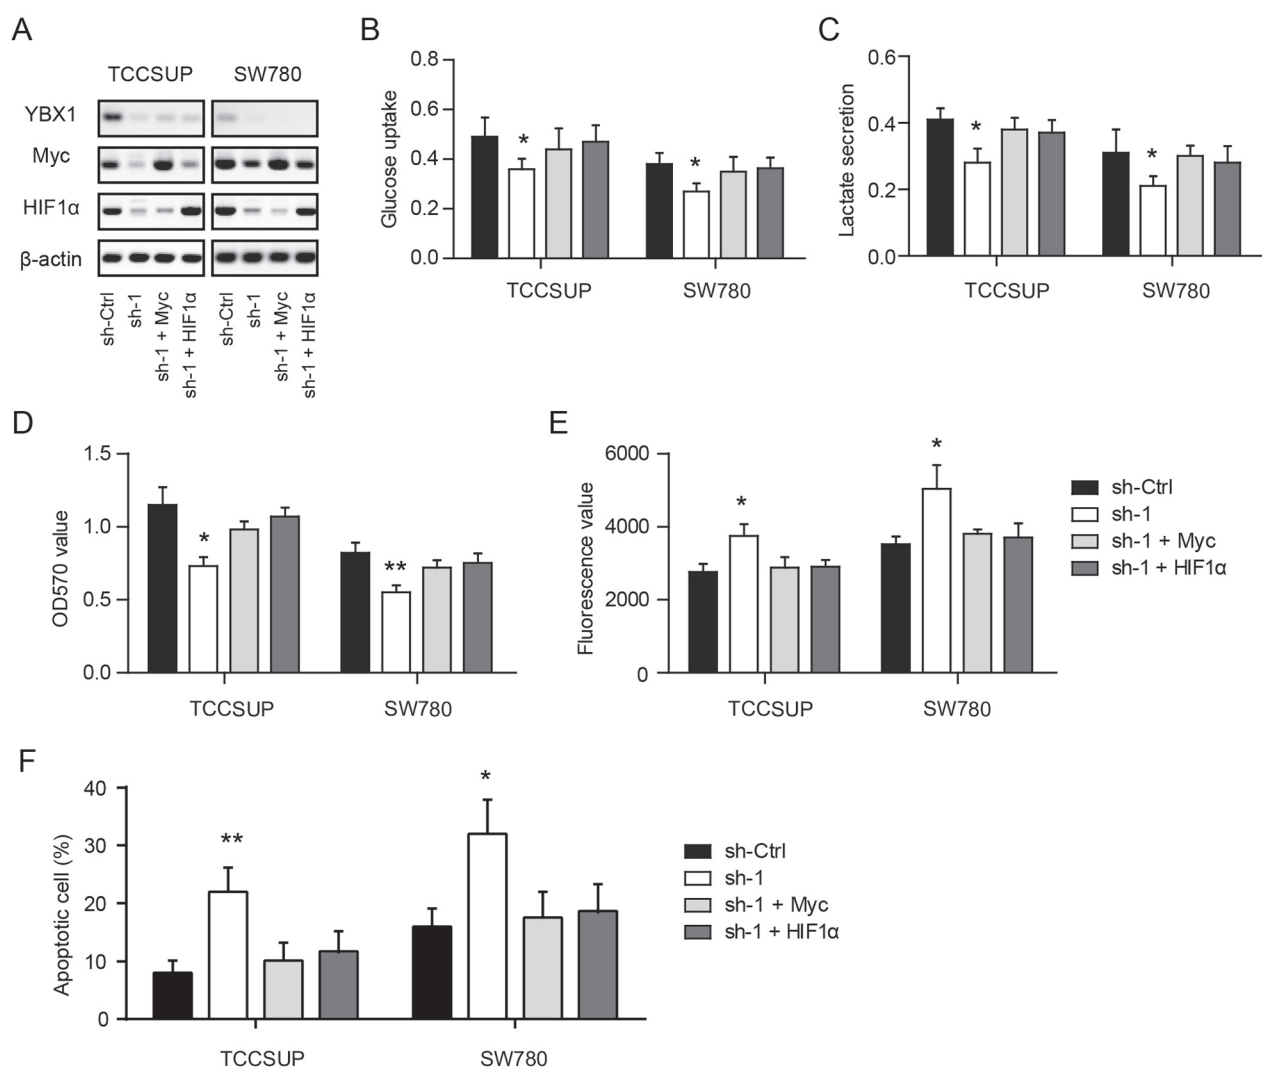 A
TCCSUP SW780
YBX1
Myc
HIF1α
β-actin
sh-Ctrl
sh-1
sh-1 + Myc
sh-1 + HIF1α
sh-Ctrl
sh-1
sh-1 + Myc
sh-1 + HIF1α
B
Glucose uptake
0.8
0.6
0.4
0.2
0.0
*
*
TCCSUP SW780
C
Lactate secretion
0.6
0.4
0.2
0.0
*
*
TCCSUP SW780
D
OD570 value
1.5
1.0
0.5
0.0
*
**
TCCSUP SW780
E
Fluorescence value
6000
4000
2000
0
*
*
TCCSUP SW780
sh-Ctrl
sh-1
sh-1 + Myc
sh-1 + HIF1α
F
Apoptotic cell (%)
40
30
20
10
0
**
*
TCCSUP SW780
sh-Ctrl
sh-1
sh-1 + Myc
sh-1 + HIF1α